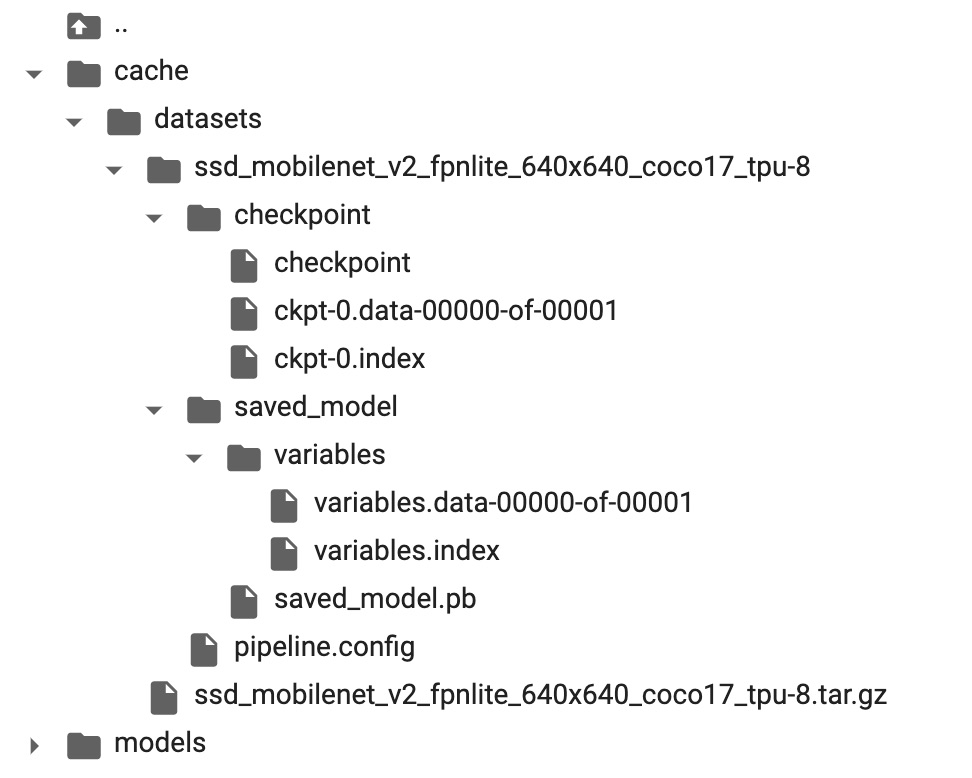 ..
cache
datasets
ssd_mobilenet_v2_fpnlite_640x640_coco17_tpu-8
checkpoint
checkpoint
ckpt-0.data-00000-of-00001
ckpt-0.index
saved_model
variables
variables.data-00000-of-00001
variables.index
saved_model.pb
pipeline.config
ssd_mobilenet_v2_fpnlite_640x640_coco17_tpu-8.tar.gz
models